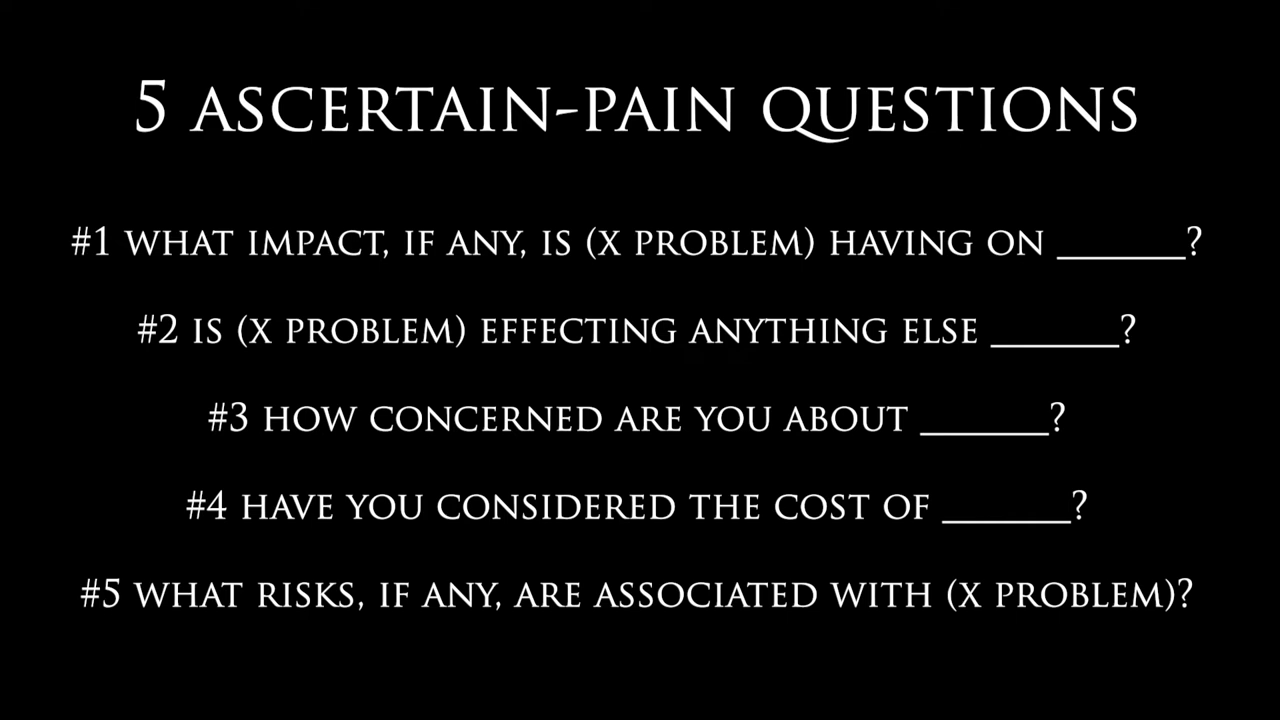 5 ASCERTAIN-PAIN QUESTIONS
#1 WHAT IMPACT, IF ANY, IS (X PROBLEM) HAVING ON _______?
#2 IS (X PROBLEM) EFFECTING ANYTHING ELSE _______?
#3 HOW CONCERNED ARE YOU ABOUT _______?
#4 HAVE YOU CONSIDERED THE COST OF _______?
#5 WHAT RISKS, IF ANY, ARE ASSOCIATED WITH (X PROBLEM)?